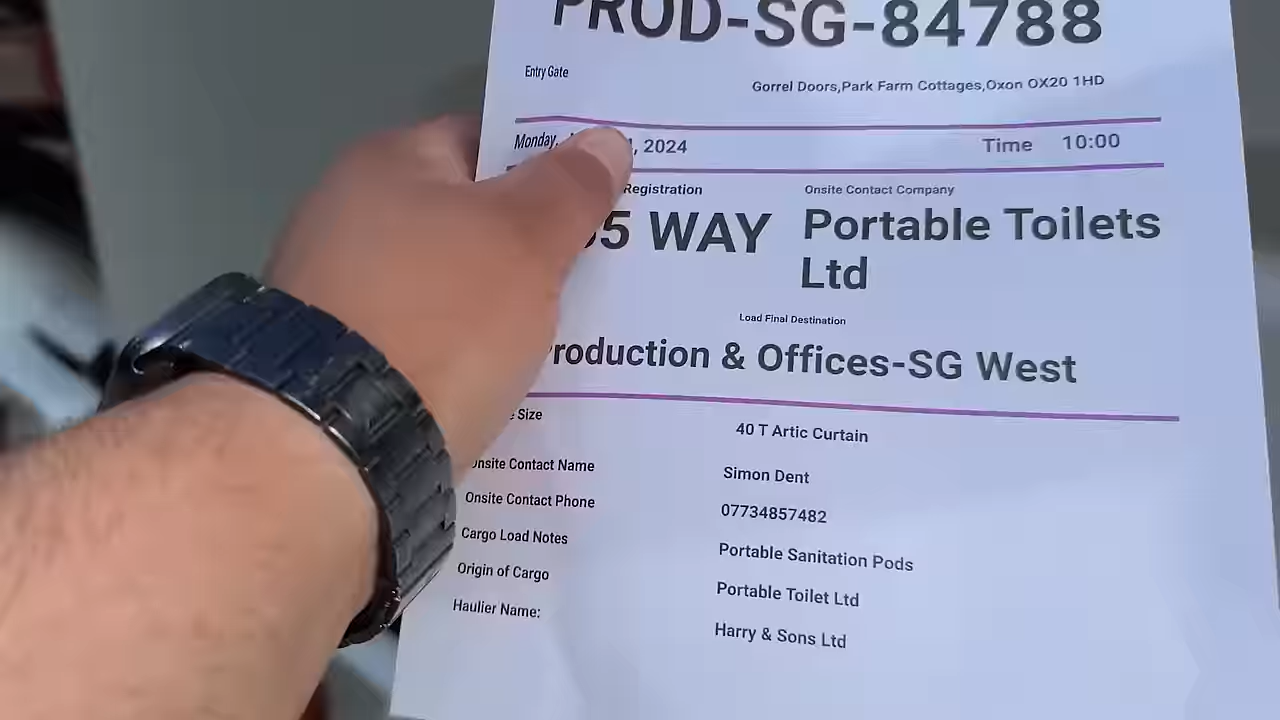 PROD-SG-84788
Entry Gate
Gorrel Doors,Park Farm Cottages,Oxon OX20 1HD
Monday, , 2024 Time 10:00
Registration Onsite Contact Company
5 WAY Portable Toilets
Ltd
Load Final Destination
Production & Offices-SG West
Size 40 T Artic Curtain
Onsite Contact Name Simon Dent
Onsite Contact Phone 07734857482
Cargo Load Notes Portable Sanitation Pods
Origin of Cargo Portable Toilet Ltd
Haulier Name: Harry & Sons Ltd